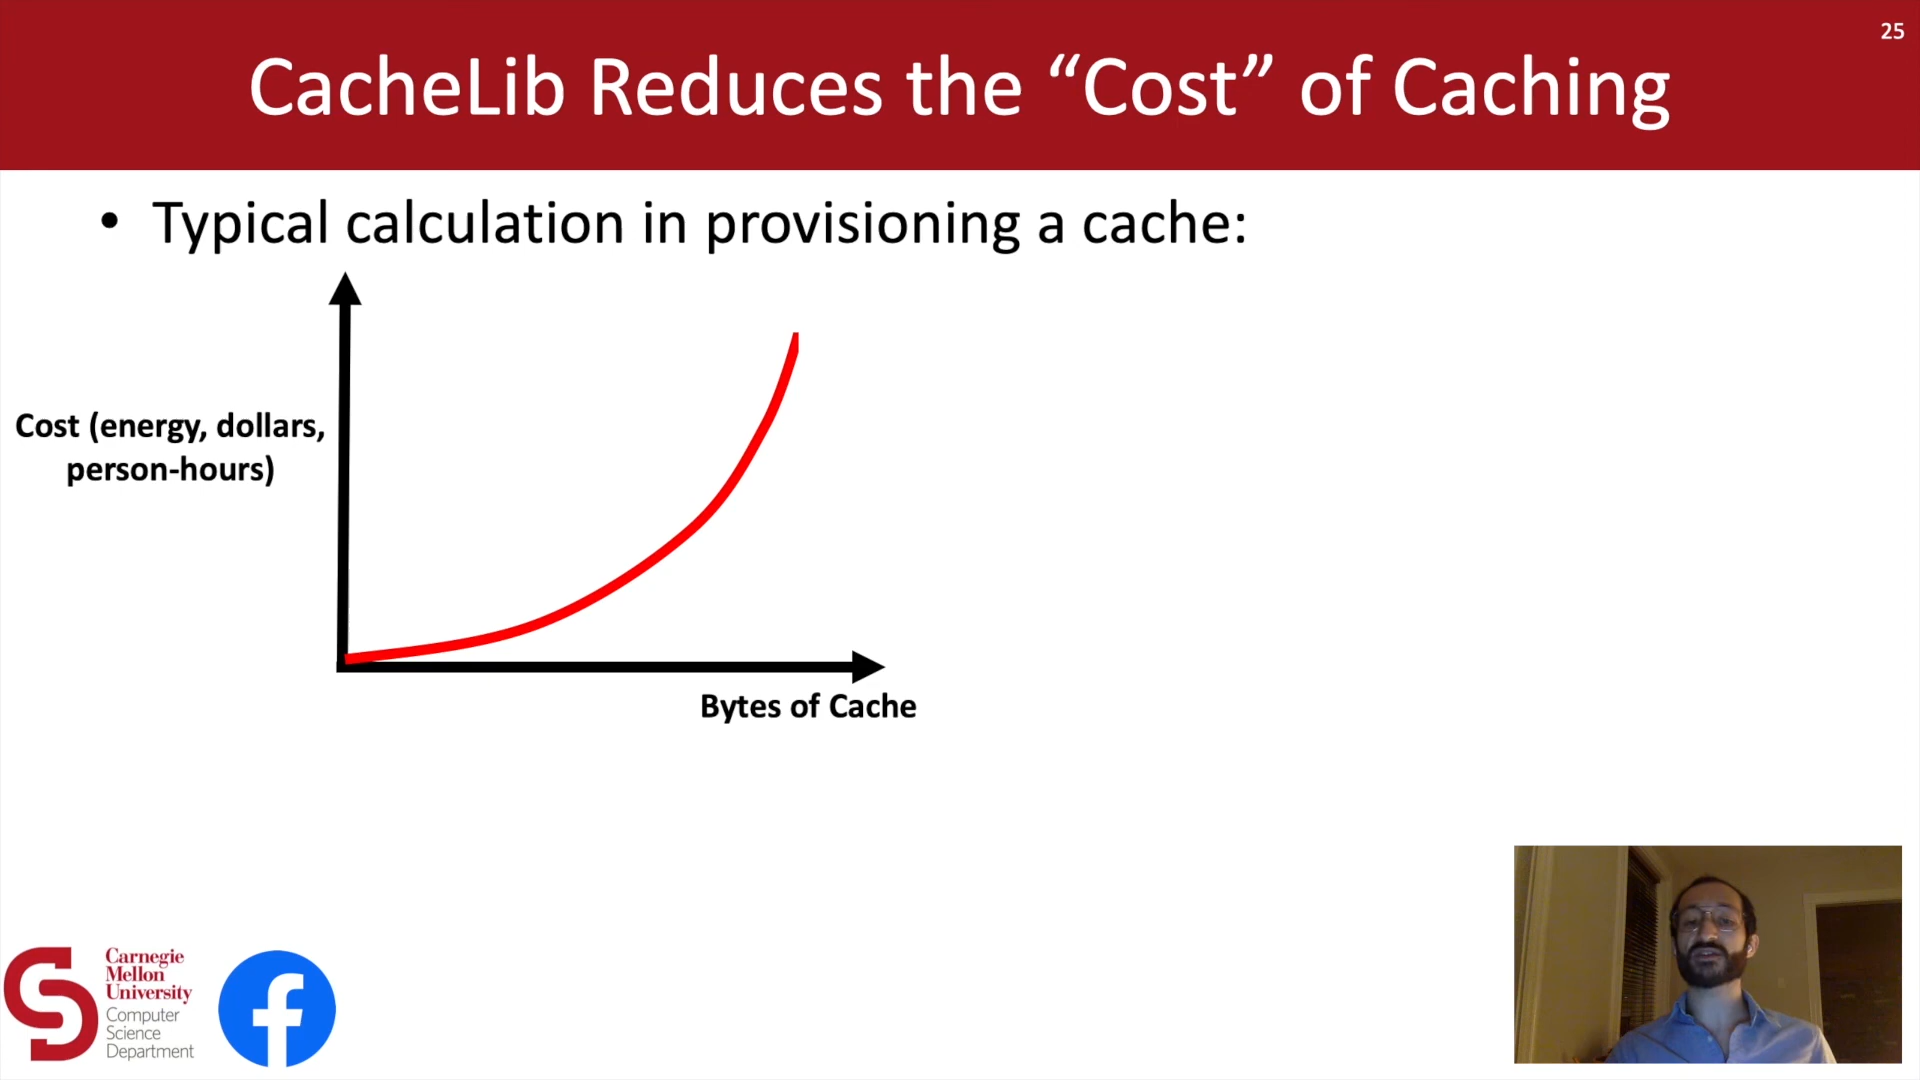 25
CacheLib Reduces the “Cost” of Caching
• Typical calculation in provisioning a cache:
Cost (energy, dollars,
person-hours)
Bytes of Cache
Carnegie
Mellon
University
Computer
Science
Department